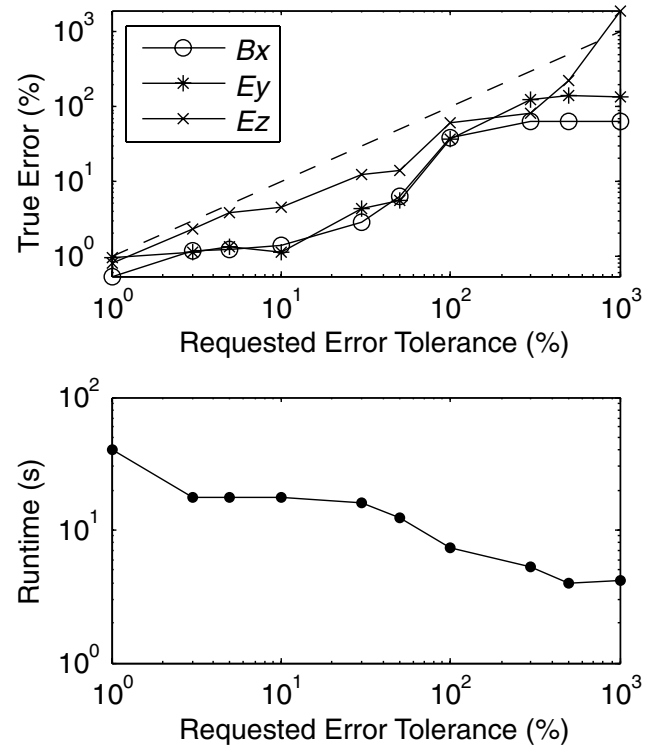 10^3
10^2
10^1
10^0
True Error (%)
Bx
Ey
Ez
10^0 10^1 10^2 10^3
Requested Error Tolerance (%)
10^2
10^1
10^0
Runtime (s)
10^0 10^1 10^2 10^3
Requested Error Tolerance (%)